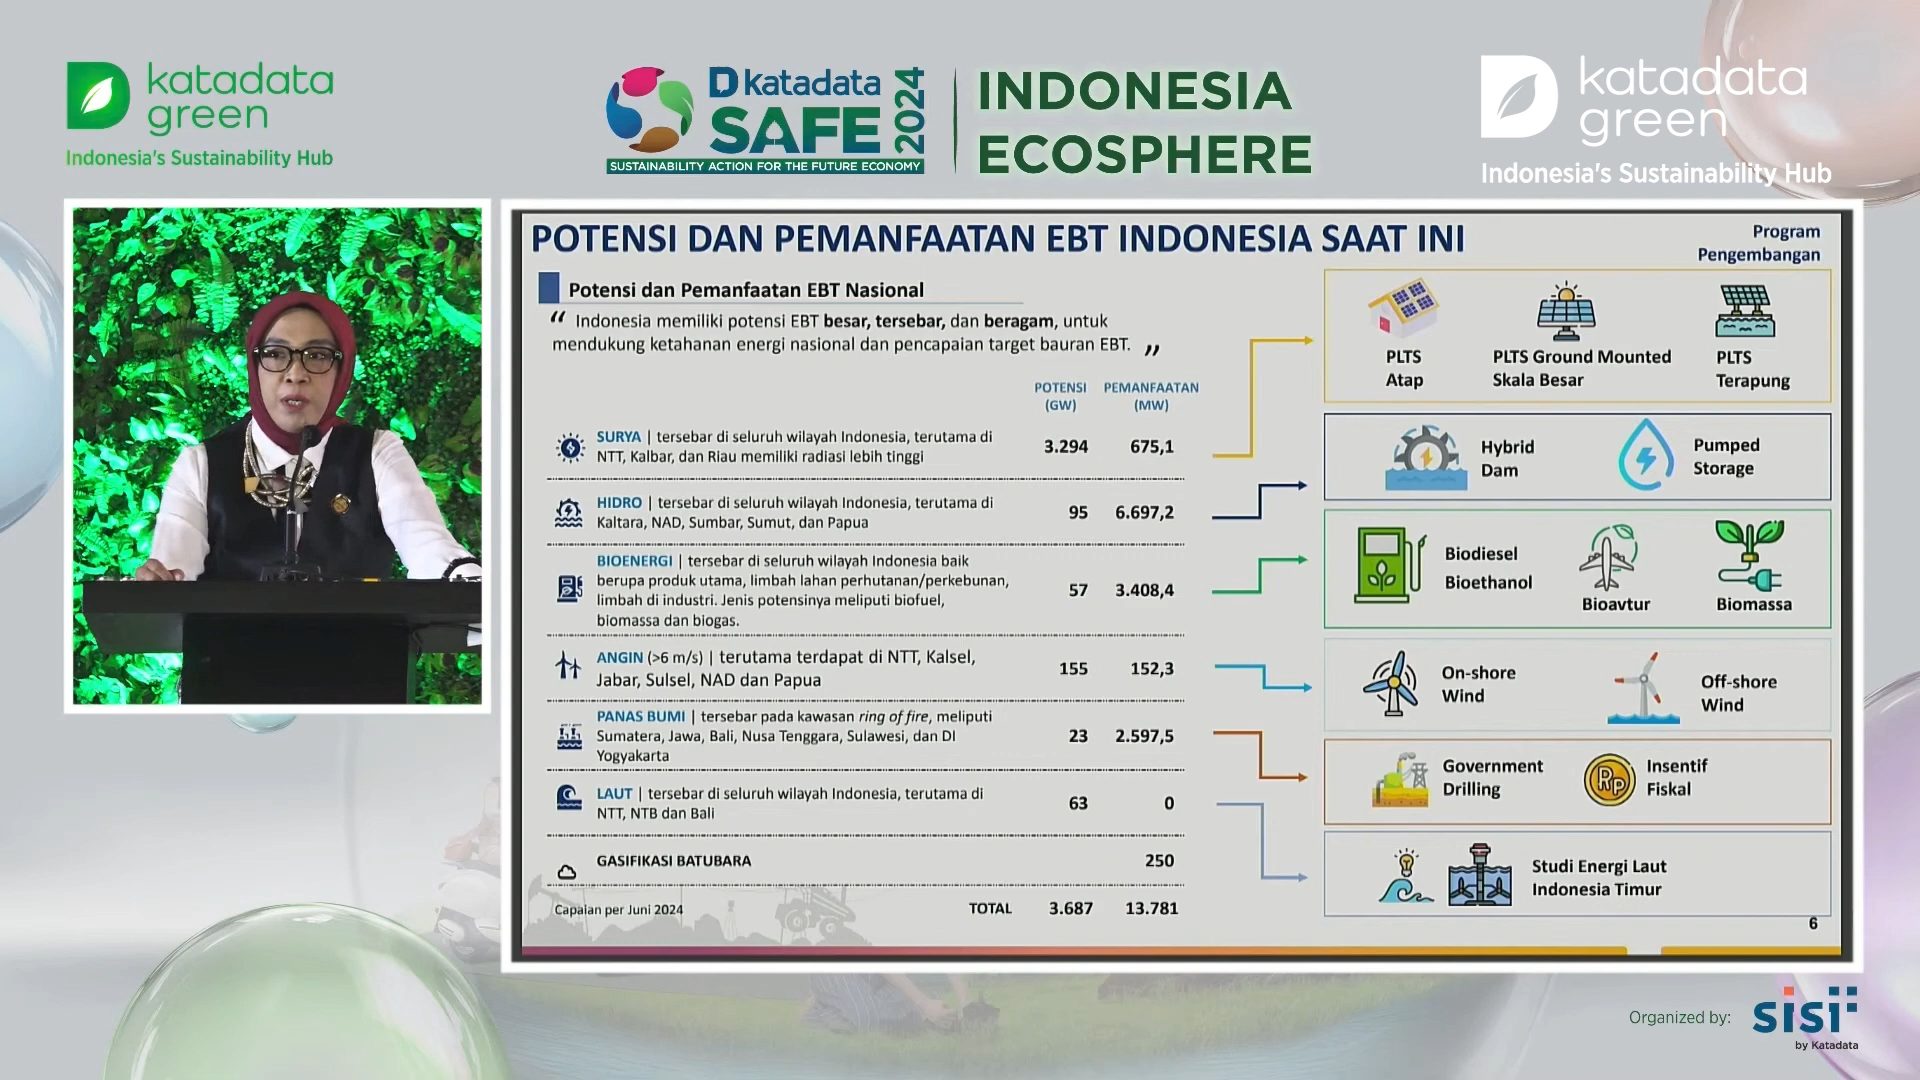 katadata
green
Indonesia's Sustainability Hub
katadata
SAFE
2024
SUSTAINABILITY ACTION FOR THE FUTURE ECONOMY
INDONESIA
ECOSPHERE
katadata
green
Indonesia's Sustainability Hub
POTENSI DAN PEMANFAATAN EBT INDONESIA SAAT INI
Program
Pengembangan
Potensi dan Pemanfaatan EBT Nasional
“ Indonesia memiliki potensi EBT besar, tersebar, dan beragam, untuk
mendukung ketahanan energi nasional dan pencapaian target bauran EBT. ”
POTENSI PEMANFAATAN
(GW) (MW)
SURYA | tersebar di seluruh wilayah Indonesia, terutama di
NTT, Kalbar, dan Riau memiliki radiasi lebih tinggi
3.294 675,1
HIDRO | tersebar di seluruh wilayah Indonesia, terutama di
Kaltara, NAD, Sumbar, Sumut, dan Papua
95 6.697,2
BIOENERGI | tersebar di seluruh wilayah Indonesia baik
berupa produk utama, limbah lahan perhutanan/perkebunan,
limbah di industri. Jenis potensinya meliputi biofuel,
biomassa dan biogas.
57 3.408,4
ANGIN (>6 m/s) | terutama terdapat di NTT, Kalsel,
Jabar, Sulsel, NAD dan Papua
155 152,3
PANAS BUMI | tersebar pada kawasan ring of fire, meliputi
Sumatera, Jawa, Bali, Nusa Tenggara, Sulawesi, dan DI
Yogyakarta
23 2.597,5
LAUT | tersebar di seluruh wilayah Indonesia, terutama di
NTT, NTB dan Bali
63 0
GASIFIKASI BATUBARA 250
Capaian per Juni 2024 TOTAL 3.687 13.781
PLTS
Atap
PLTS Ground Mounted
Skala Besar
PLTS
Terapung
Hybrid
Dam
Pumped
Storage
Biodiesel
Bioethanol
Bioavtur
Biomassa
On-shore
Wind
Off-shore
Wind
Government
Drilling
Rp
Insentif
Fiskal
Studi Energi Laut
Indonesia Timur
6
Organized by:
sisi
by Katadata